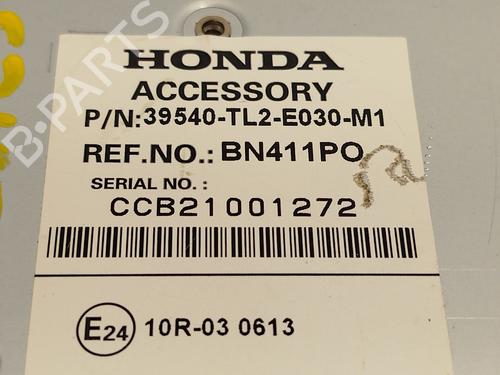 HONDA
ACCESSORY
P/N:39540-TL2-E030-M1
REF.NO.: BN411PO
SERIAL NO. :
CCB21001272
E24 10R-03 0613
B-PARTS